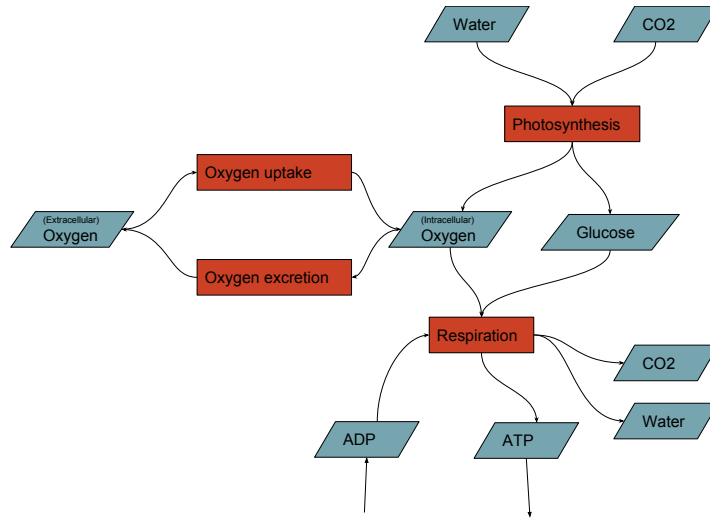 Water
CO2
Photosynthesis
Oxygen uptake
(Extracellular)
Oxygen
(Intracellular)
Oxygen
Glucose
Oxygen excretion
Respiration
CO2
Water
ADP
ATP